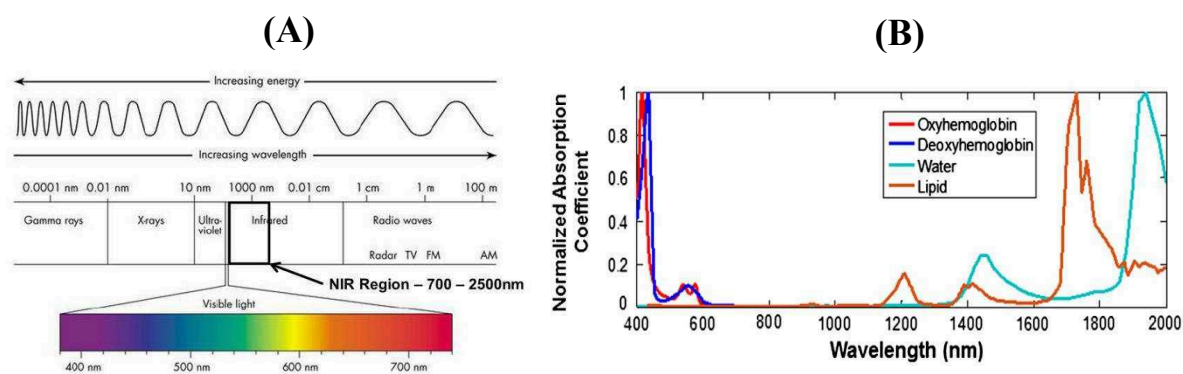 (A)
Increasing energy
Increasing wavelength
0.0001 nm 0.01 nm 10 nm 1000 nm 0.01 cm 1 cm 1 m 100 m
Gamma rays X-rays Ultra- Infrared Radio waves
violet
Radar TV FM AM
NIR Region – 700 – 2500nm
Visible light
400 nm 500 nm 600 nm 700 nm
(B)
Normalized Absorption
Coefficient
1
0.8
0.6
0.4
0.2
0
Oxyhemoglobin
Deoxyhemoglobin
Water
Lipid
400 600 800 1000 1200 1400 1600 1800 2000
Wavelength (nm)